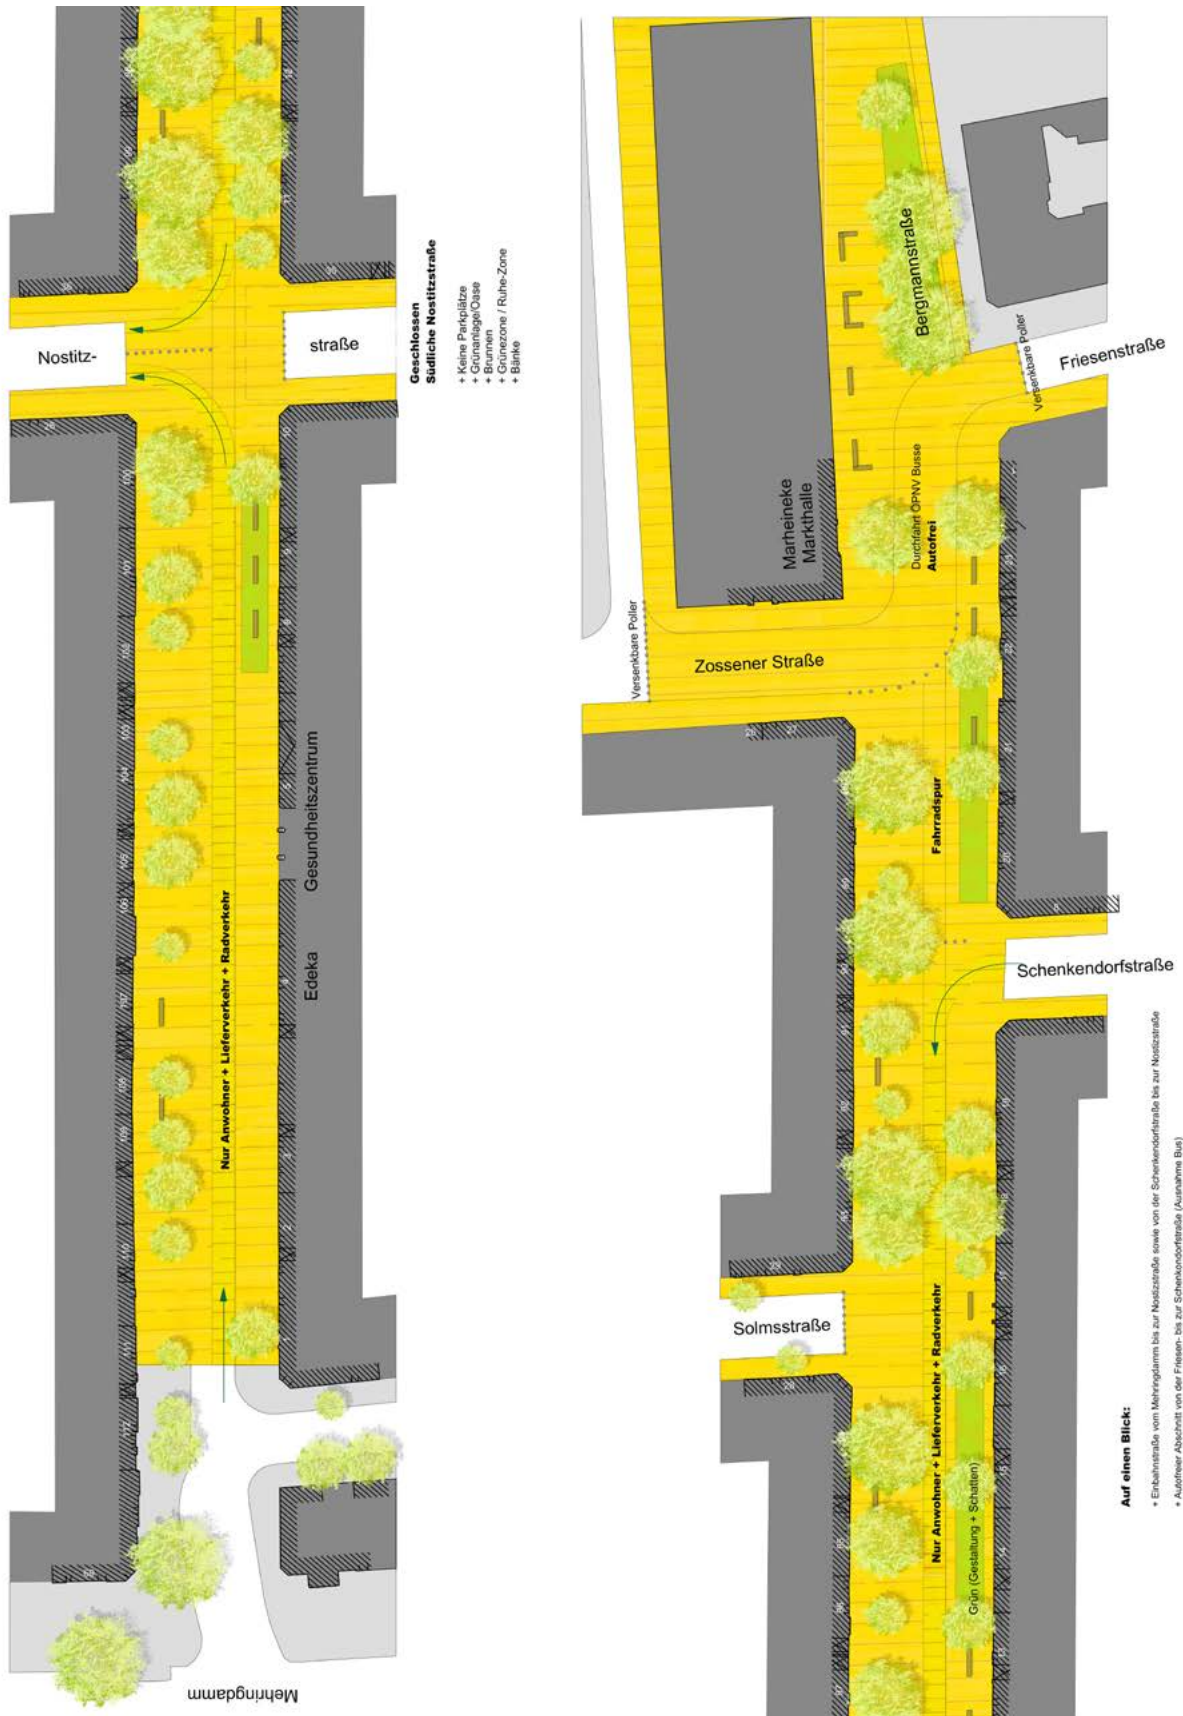 Nostitz-
straße
Geschlossen
Südliche Nostitzstraße
+ Keine Parkplätze
+ Grünanlage/Oase
+ Brunnen
+ Grünezone / Ruhe-Zone
+ Bänke
Gesundheitszentrum
Edeka
Nur Anwohner + Lieferverkehr + Radverkehr
Mehringdamm
Bergmannstraße
Versenkbare Poller
Friesenstraße
Marheineke
Markthalle
Durchfahrt ÖPNV Busse
Autofrei
Versenkbare Poller
Zossener Straße
Fahrradspur
Schenkendorfstraße
Solmsstraße
Nur Anwohner + Lieferverkehr + Radverkehr
Grün (Gestaltung + Schatten)
Auf einen Blick:
+ Einbahnstraße vom Mehringdamm bis zur Nostizstraße sowie von der Schenkendorfstraße bis zur Nostizstraße
+ Autofreier Abschnitt von der Friesen- bis zur Schenkondorfstraße (Ausnahme Bus)